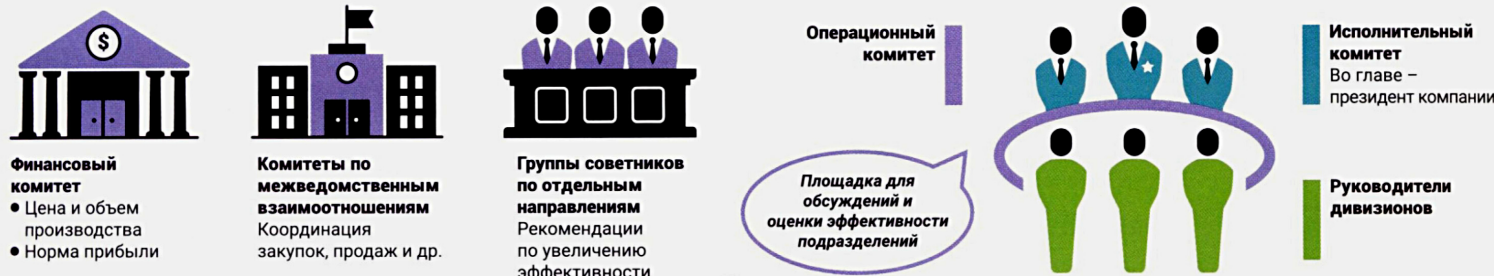 $
Финансовый
комитет
● Цена и объем
производства
● Норма прибыли
Комитеты по
межведомственным
взаимоотношениям
Координация
закупок, продаж и др.
Группы советников
по отдельным
направлениям
Рекомендации
по увеличению
эффективности
Операционный
комитет
Площадка для
обсуждений и
оценки эффективности
подразделений
Исполнительный
комитет
Во главе –
президент компании
Руководители
дивизионов